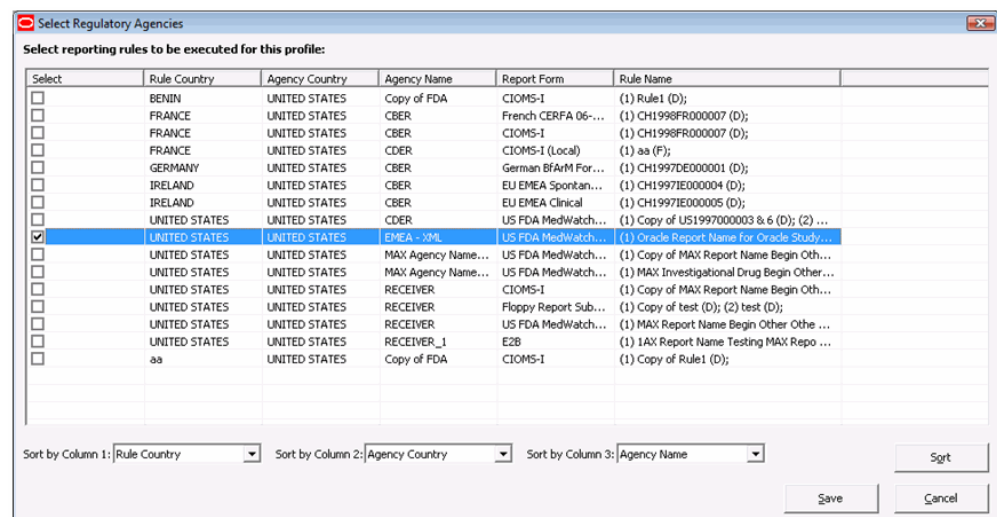 Select Regulatory Agencies
Select reporting rules to be executed for this profile:
Select Rule Country Agency Country Agency Name Report Form Rule Name
BENIN UNITED STATES Copy of FDA CIOMS-I (1) Rule1 (D);
FRANCE UNITED STATES CBER French CERFA 06-... (1) CH1998FR000007 (D);
FRANCE UNITED STATES CBER CIOMS-I (1) CH1998FR000007 (D);
FRANCE UNITED STATES CDER CIOMS-I (Local) (1) aa (F);
GERMANY UNITED STATES CBER German BfArM For... (1) CH1997DE000001 (D);
IRELAND UNITED STATES CBER EU EMEA Spontan... (1) CH1997IE000004 (D);
IRELAND UNITED STATES CBER EU EMEA Clinical (1) CH1997IE000005 (D);
UNITED STATES UNITED STATES CDER US FDA MedWatch... (1) Copy of US1997000003 & 6 (D); (2) ...
UNITED STATES UNITED STATES EMEA - XML US FDA MedWatch... (1) Oracle Report Name for Oracle Study...
UNITED STATES UNITED STATES MAX Agency Name... US FDA MedWatch... (1) Copy of MAX Report Name Begin Oth...
UNITED STATES UNITED STATES MAX Agency Name... US FDA MedWatch... (1) MAX Investigational Drug Begin Other...
UNITED STATES UNITED STATES RECEIVER CIOMS-I (1) Copy of MAX Report Name Begin Oth...
UNITED STATES UNITED STATES RECEIVER Floppy Report Sub... (1) Copy of test (D); (2) test (D);
UNITED STATES UNITED STATES RECEIVER US FDA MedWatch... (1) MAX Report Name Begin Other Othe ...
UNITED STATES UNITED STATES RECEIVER_1 E2B (1) 1AX Report Name Testing MAX Repo ...
aa UNITED STATES Copy of FDA CIOMS-I (1) Copy of Rule1 (D);
Sort by Column 1: Rule Country Sort by Column 2: Agency Country Sort by Column 3: Agency Name Sort
Save Cancel